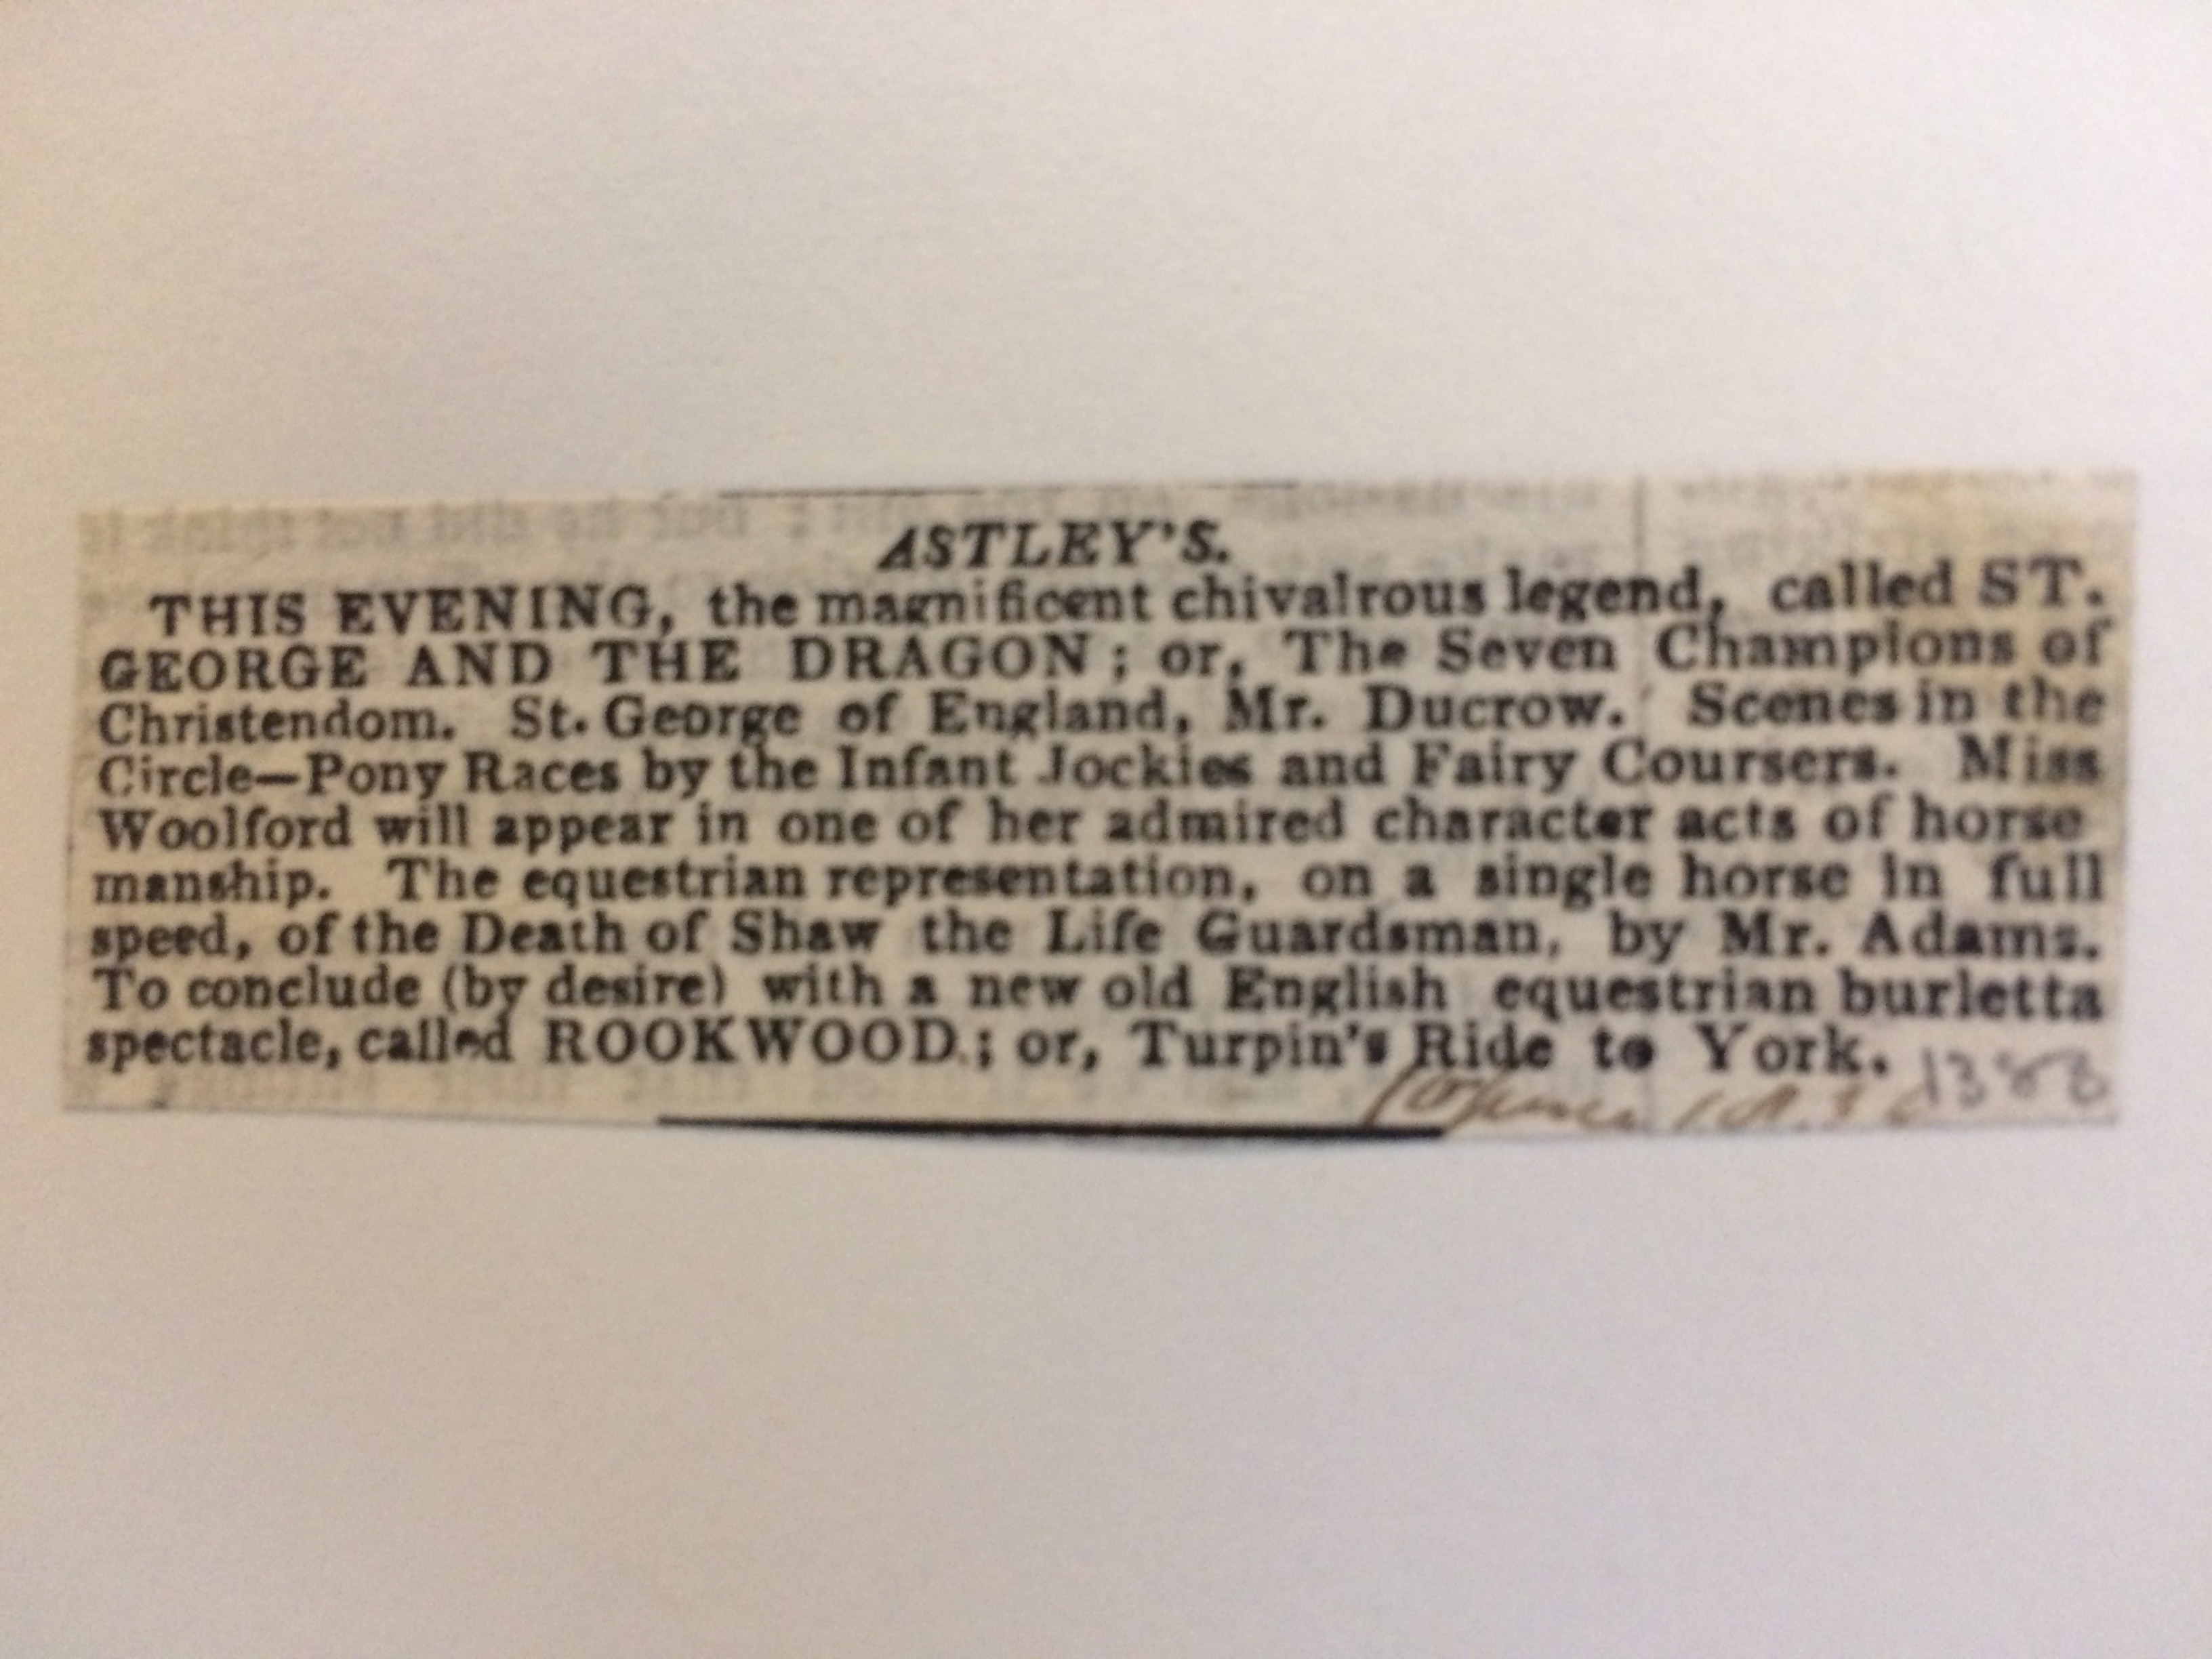 ASTLEY'S.
THIS EVENING, the magnificent chivalrous legend, called ST.
GEORGE AND THE DRAGON; or, The Seven Champions of
Christendom. St. George of England, Mr. Ducrow. Scenes in the
Circle—Pony Races by the Infant Jockies and Fairy Coursers. Miss
Woolford will appear in one of her admired character acts of horse
manship. The equestrian representation, on a single horse in full
speed, of the Death of Shaw the Life Guardsman, by Mr. Adams.
To conclude (by desire) with a new old English equestrian burletta
spectacle, called ROOKWOOD; or, Turpin's Ride to York.